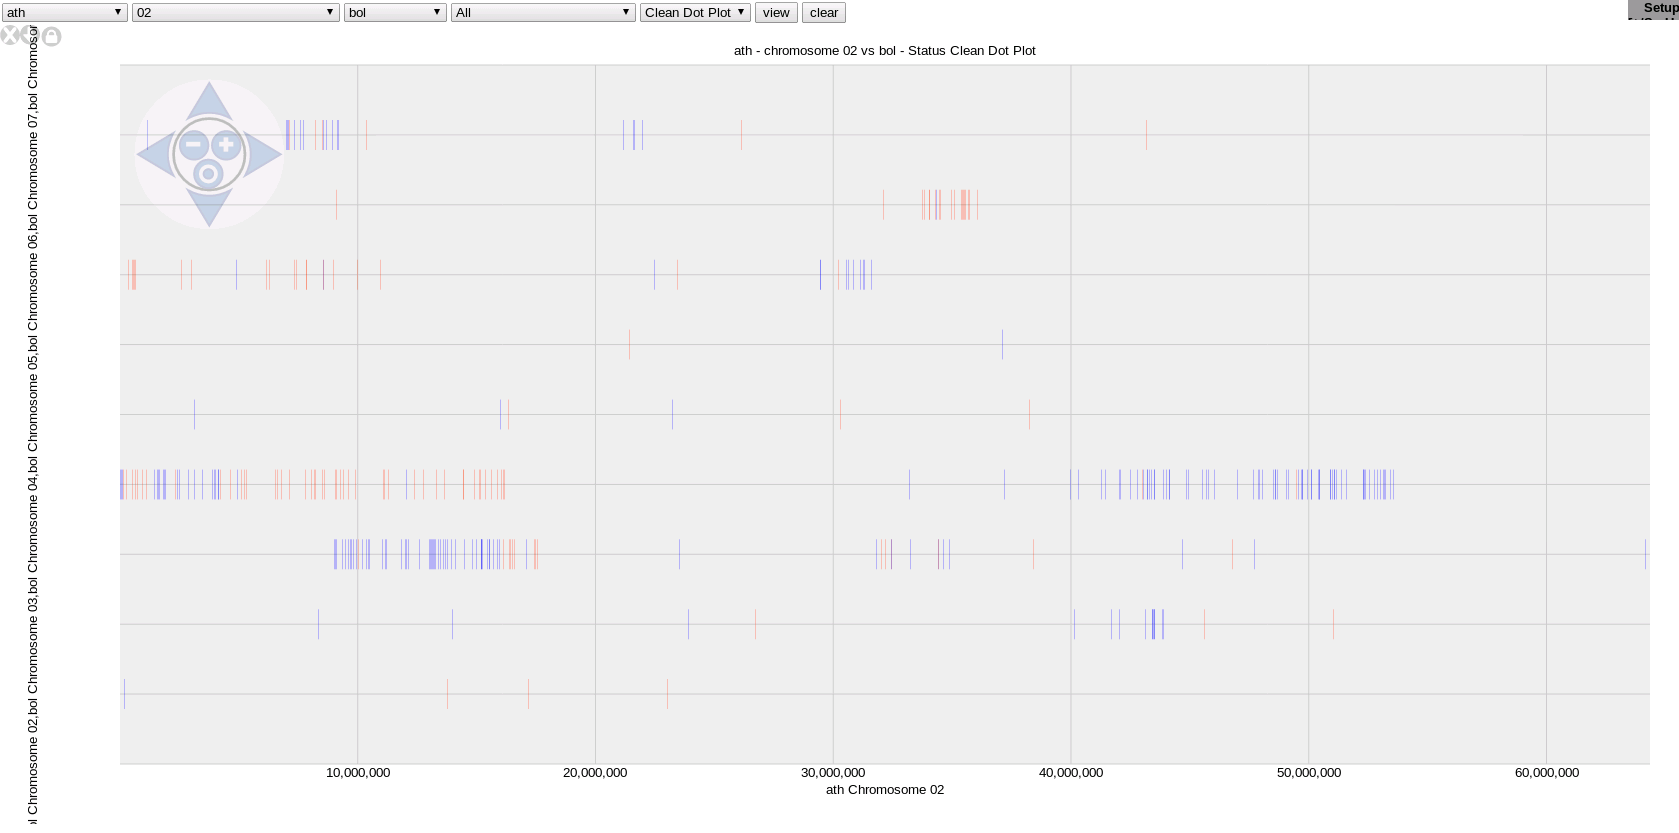 ath 02 bol All Clean Dot Plot view clear Setup
ath - chromosome 02 vs bol - Status Clean Dot Plot
Chromosome 02,bol Chromosome 03,bol Chromosome 04,bol Chromosome 05,bol Chromosome 06,bol Chromosome 07,bol
10,000,000 20,000,000 30,000,000 40,000,000 50,000,000 60,000,000
ath Chromosome 02